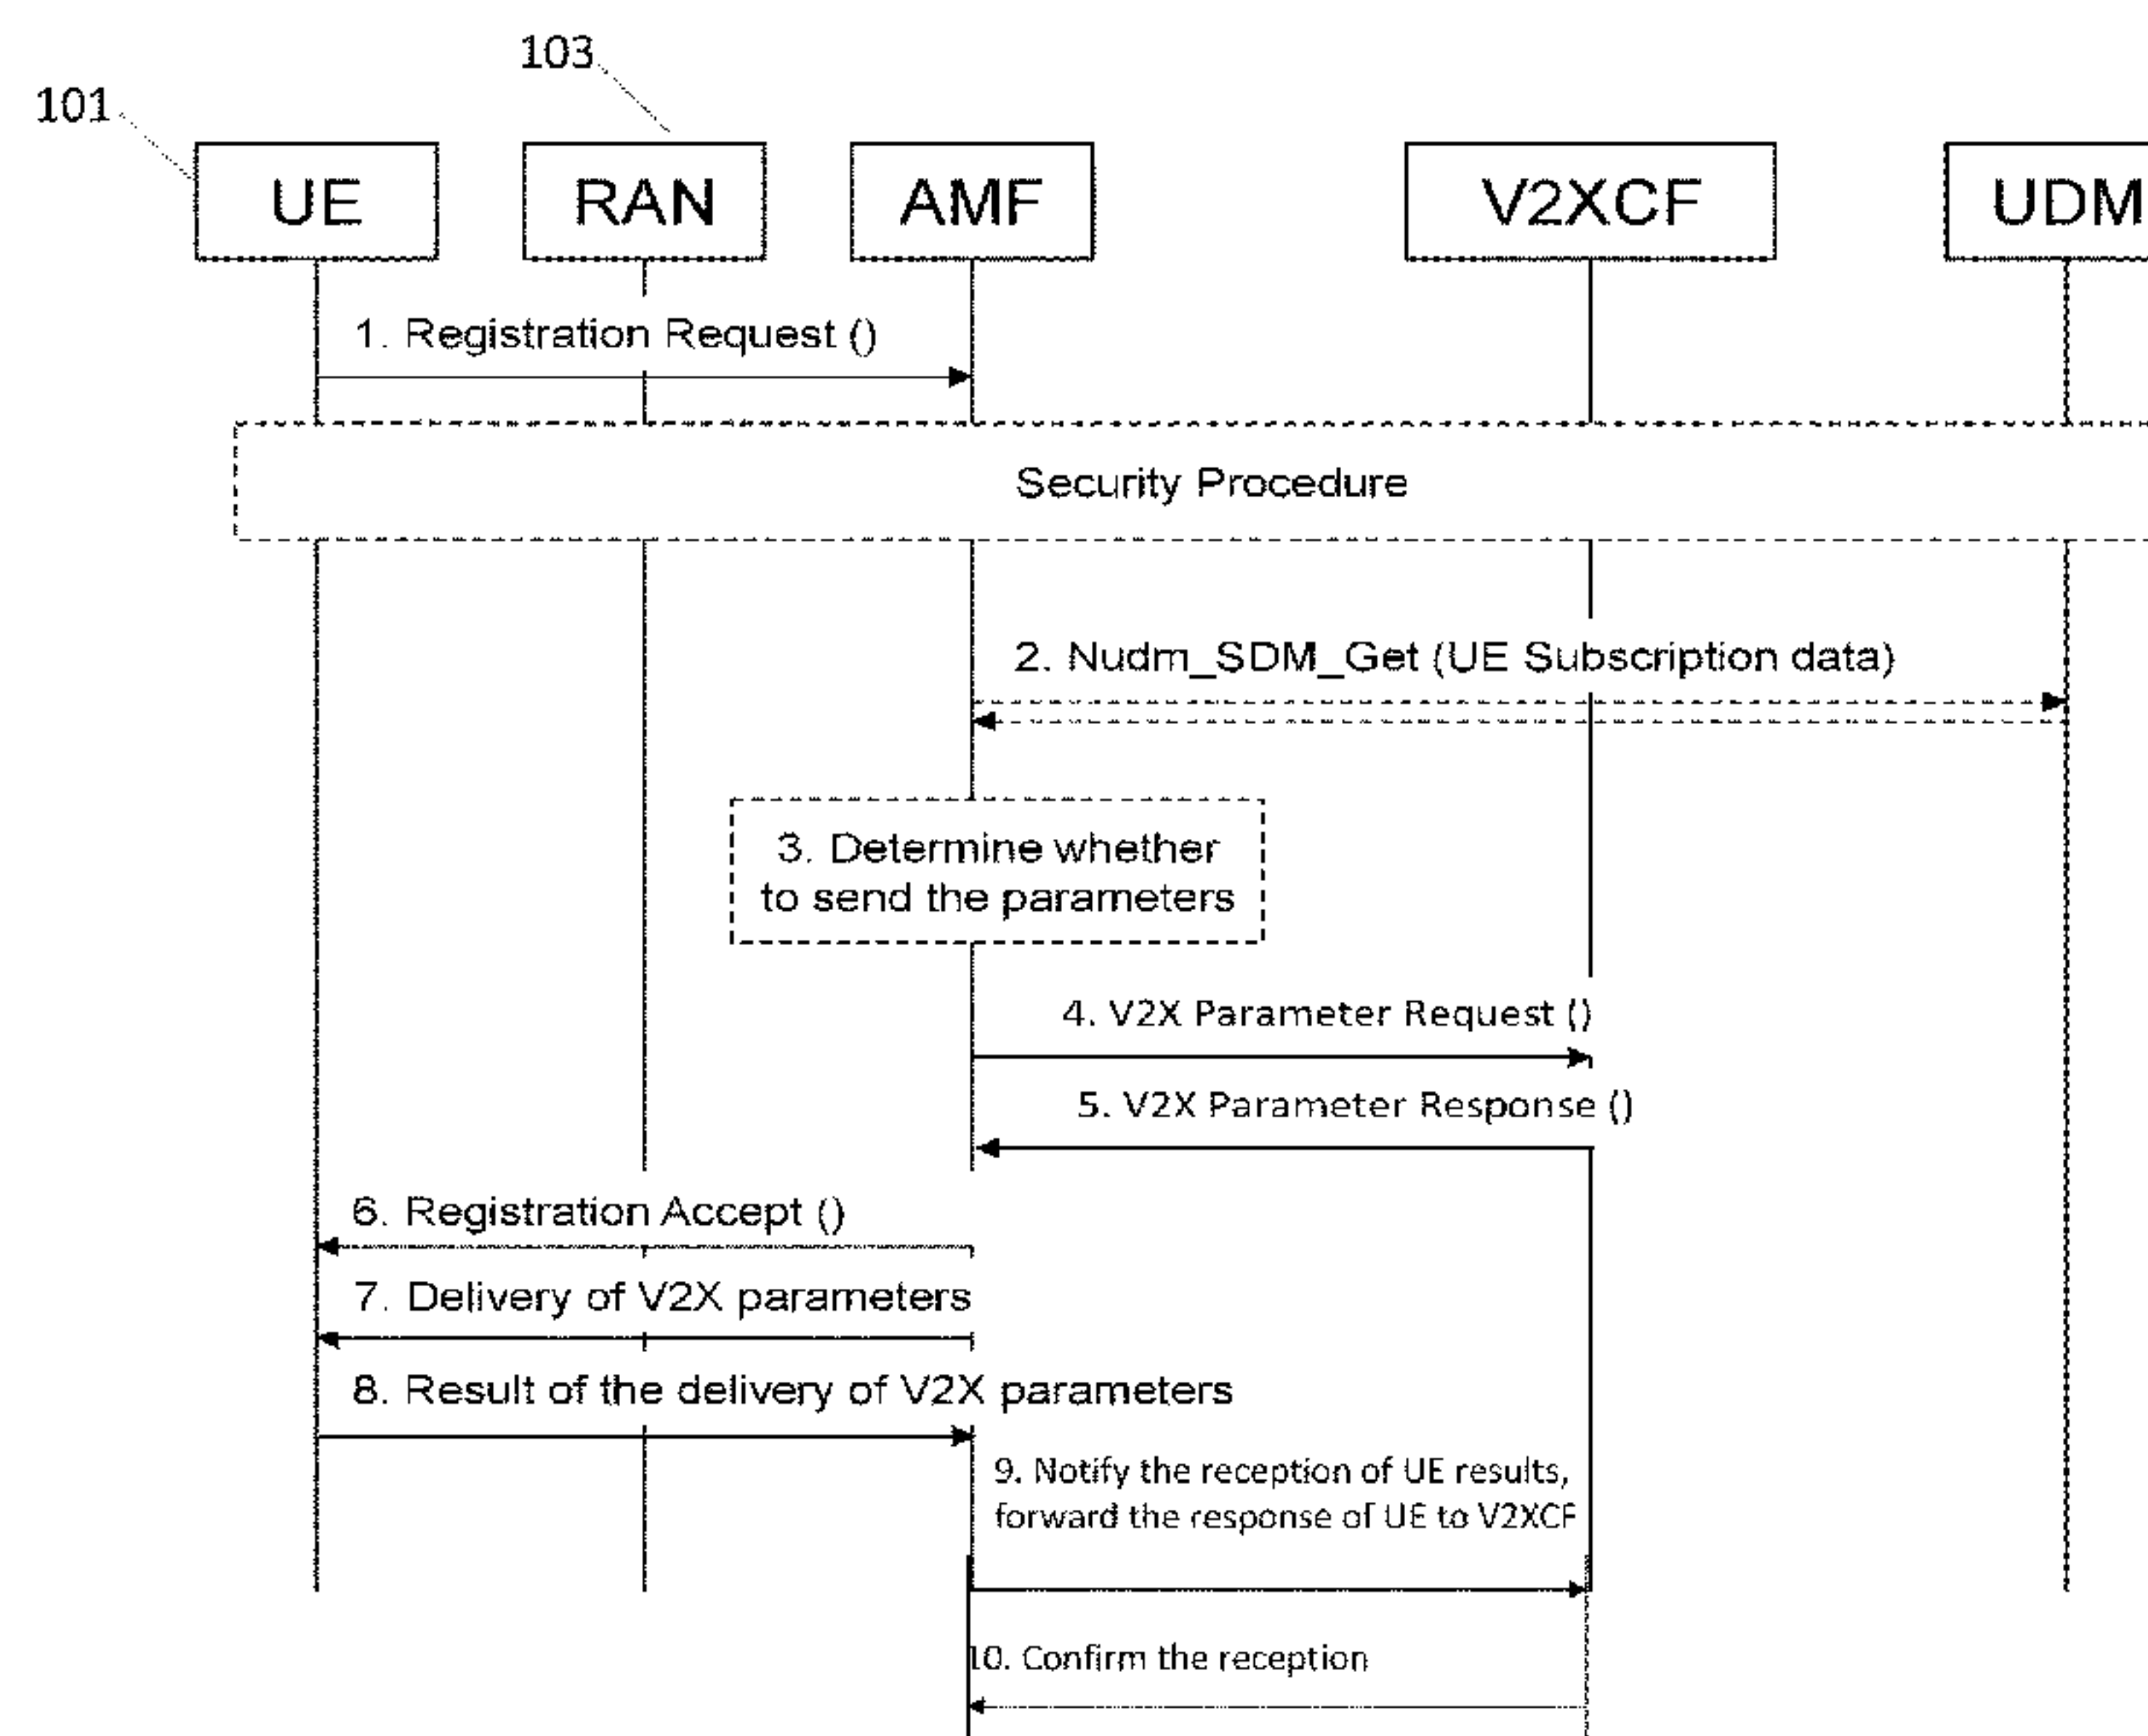 103
101
UE
RAN
AMF
V2XCF
UDM
1. Registration Request ()
Security Procedure
2. Nudm_SDM_Get (UE Subscription data)
3. Determine whether
to send the parameters
4. V2X Parameter Request ()
5. V2X Parameter Response ()
6. Registration Accept ()
7. Delivery of V2X parameters
8. Result of the delivery of V2X parameters
9. Notify the reception of UE results,
forward the response of UE to V2XCF
10. Confirm the reception